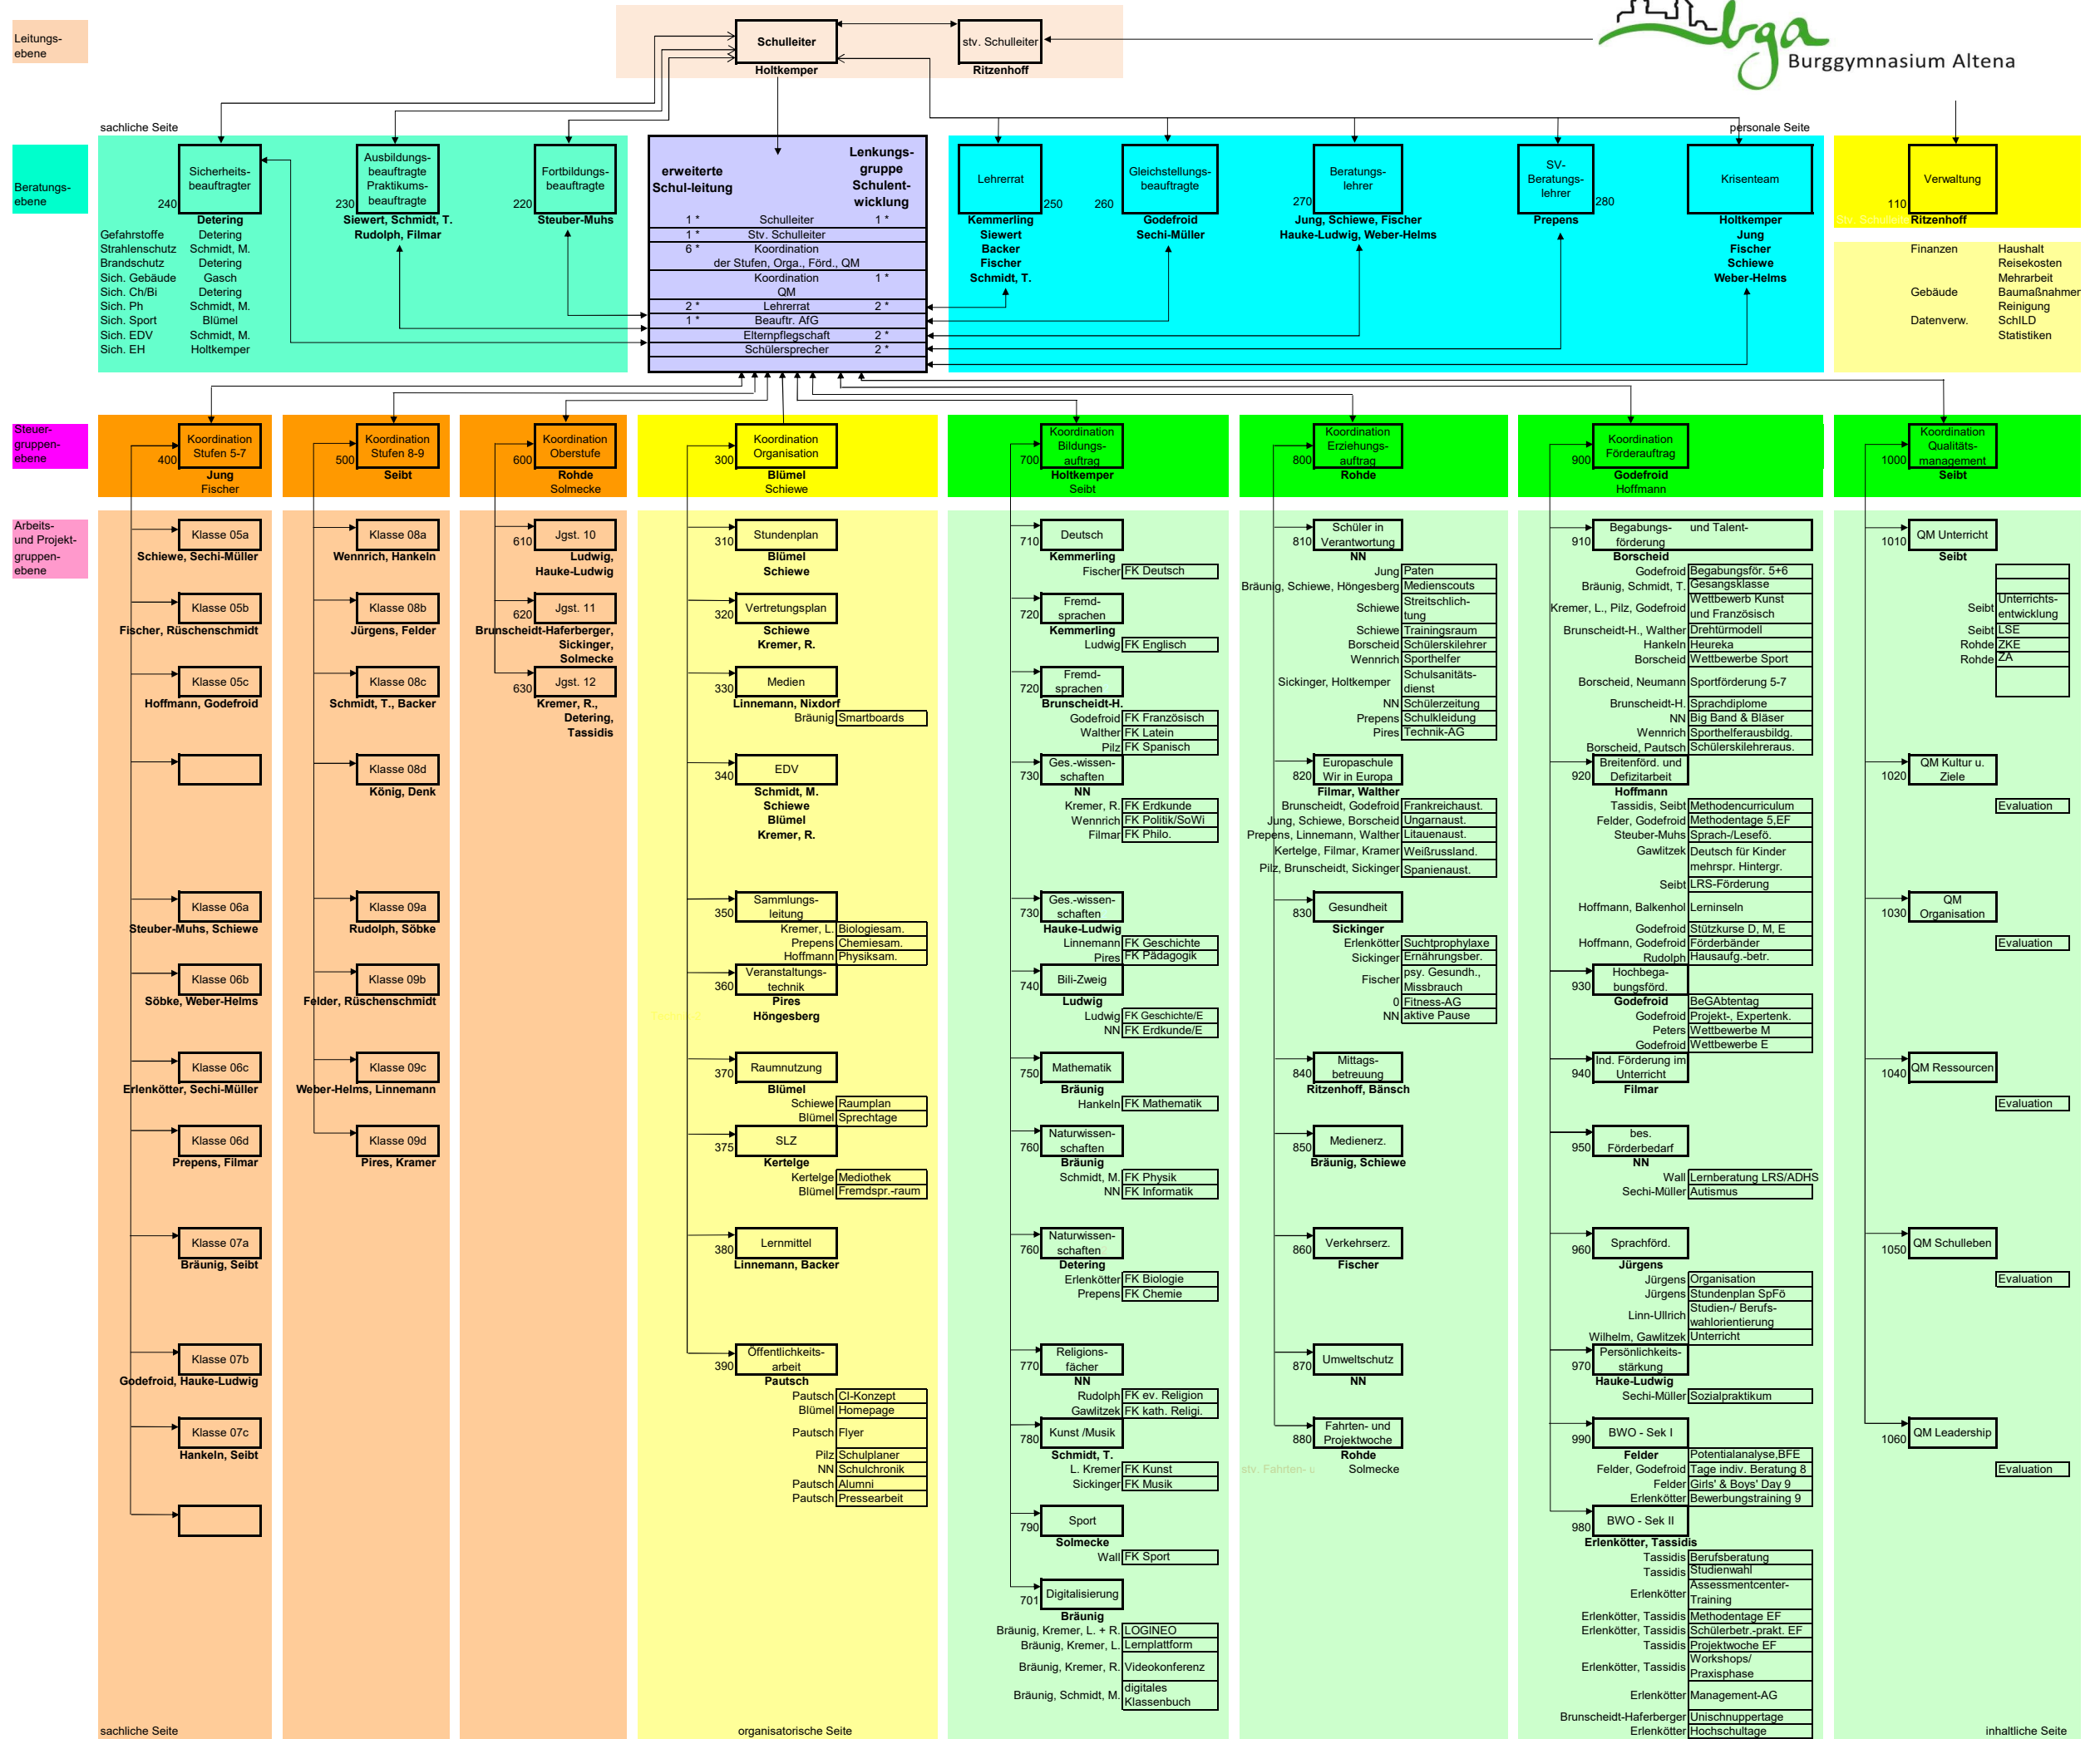 Leitungs-
ebene
Schulleiter
Holtkemper
stv. Schulleiter
Ritzenhoff
bga
Burggymnasium Altena
sachliche Seite
personale Seite
Beratungs-
ebene
Sicherheits-
beauftragter
240
Detering
Gefahrstoffe Detering
Strahlenschutz Schmidt, M.
Brandschutz Detering
Sich. Gebäude Gasch
Sich. Ch/Bi Detering
Sich. Ph Schmidt, M.
Sich. Sport Blümel
Sich. EDV Schmidt, M.
Sich. EH Holtkemper
Ausbildungs-
beauftragte
Praktikums-
beauftragte
230
Siewert, Schmidt, T.
Rudolph, Filmar
Fortbildungs-
beauftragte
220
Steuber-Muhs
erweiterte
Schul-leitung
Lenkungs-
gruppe
Schulent-
wicklung
1 * Schulleiter 1 *
1 * Stv. Schulleiter
6 * Koordination
der Stufen, Orga., Förd., QM
Koordination 1 *
QM
2 * Lehrerrat 2 *
1 * Beauftr. AfG
Elternpflegschaft 2 *
Schülersprecher 2 *
Lehrerrat
250
Kemmerling
Siewert
Backer
Fischer
Schmidt, T.
Gleichstellungs-
beauftragte
260
Godefroid
Sechi-Müller
Beratungs-
lehrer
270
Jung, Schiewe, Fischer
Hauke-Ludwig, Weber-Helms
SV-
Beratungs-
lehrer
280
Prepens
Krisenteam
Holtkemper
Jung
Fischer
Schiewe
Weber-Helms
Verwaltung
110
Ritzenhoff
Finanzen Haushalt
Reisekosten
Mehrarbeit
Gebäude Baumaßnahmen
Reinigung
Datenverw. SchILD
Statistiken
Steuer-
gruppen-
ebene
Koordination
Stufen 5-7
400
Jung
Fischer
Koordination
Stufen 8-9
500
Seibt
Koordination
Oberstufe
600
Rohde
Solmecke
Koordination
Organisation
300
Blümel
Schiewe
Koordination
Bildungs-
auftrag
700
Holtkemper
Seibt
Koordination
Erziehungs-
auftrag
800
Rohde
Koordination
Förderauftrag
900
Godefroid
Hoffmann
Koordination
Qualitäts-
management
1000
Seibt
Arbeits-
und Projekt-
gruppen-
ebene
Klasse 05a
Schiewe, Sechi-Müller
Klasse 05b
Fischer, Rüschenschmidt
Klasse 05c
Hoffmann, Godefroid
Klasse 06a
Steuber-Muhs, Schiewe
Klasse 06b
Söbke, Weber-Helms
Klasse 06c
Erlenkötter, Sechi-Müller
Klasse 06d
Prepens, Filmar
Klasse 07a
Bräunig, Seibt
Klasse 07b
Godefroid, Hauke-Ludwig
Klasse 07c
Hankeln, Seibt
sachliche Seite
Klasse 08a
Wennrich, Hankeln
Klasse 08b
Jürgens, Felder
Klasse 08c
Schmidt, T., Backer
Klasse 08d
König, Denk
Klasse 09a
Rudolph, Söbke
Klasse 09b
Felder, Rüschenschmidt
Klasse 09c
Weber-Helms, Linnemann
Klasse 09d
Pires, Kramer
Jgst. 10
610
Ludwig,
Hauke-Ludwig
Jgst. 11
620
Brunscheidt-Haferberger,
Sickinger,
Solmecke
Jgst. 12
630
Kremer, R.,
Detering,
Tassidis
Stundenplan
310
Blümel
Schiewe
Vertretungsplan
320
Schiewe
Kremer, R.
Medien
330
Linnemann, Nixdorf
Bräunig Smartboards
EDV
340
Schmidt, M.
Schiewe
Blümel
Kremer, R.
Sammlungs-
leitung
350
Kremer, L. Biologiesam.
Prepens Chemiesam.
Hoffmann Physiksam.
Veranstaltungs-
technik
360
Pires
Höngesberg
Raumnutzung
370
Blümel
Schiewe Raumplan
Blümel Sprechtage
SLZ
375
Kertelge
Kertelge Mediothek
Blümel Fremdspr.-raum
Lernmittel
380
Linnemann, Backer
Öffentlichkeits-
arbeit
390
Pautsch
Pautsch CI-Konzept
Blümel Homepage
Pautsch Flyer
Pilz Schulplaner
NN Schulchronik
Pautsch Alumni
Pautsch Pressearbeit
organisatorische Seite
Deutsch
710
Kemmerling
Fischer FK Deutsch
Fremd-
sprachen
720
Kemmerling
Ludwig FK Englisch
Fremd-
sprachen
720
Brunscheidt-H.
Godefroid FK Französisch
Walther FK Latein
Pilz FK Spanisch
Ges.-wissen-
schaften
730
NN
Kremer, R. FK Erdkunde
Wennrich FK Politik/SoWi
Filmar FK Philo.
Ges.-wissen-
schaften
730
Hauke-Ludwig
Linnemann FK Geschichte
Pires FK Pädagogik
Bili-Zweig
740
Ludwig
Ludwig FK Geschichte/E
NN FK Erdkunde/E
Mathematik
750
Bräunig
Hankeln FK Mathematik
Naturwissen-
schaften
760
Bräunig
Schmidt, M. FK Physik
NN FK Informatik
Naturwissen-
schaften
760
Detering
Erlenkötter FK Biologie
Prepens FK Chemie
Religions-
fächer
770
NN
Rudolph FK ev. Religion
Gawlitzek FK kath. Religi.
Kunst /Musik
780
Schmidt, T.
L. Kremer FK Kunst
Sickinger FK Musik
Sport
790
Solmecke
Wall FK Sport
Digitalisierung
701
Bräunig
Bräunig, Kremer, L. + R. LOGINEO
Bräunig, Kremer, L. Lernplattform
Bräunig, Kremer, R. Videokonferenz
Bräunig, Schmidt, M. digitales
Klassenbuch
Schüler in
Verantwortung
810
NN
Jung Paten
Bräunig, Schiewe, Höngesberg Medienscouts
Schiewe Streitschlich-
tung
Schiewe Trainingsraum
Borscheid Schülerskilehrer
Wennrich Sporthelfer
Sickinger, Holtkemper Schulsanitäts-
dienst
NN Schülerzeitung
Prepens Schulkleidung
Pires Technik-AG
Europaschule
Wir in Europa
820
Filmar, Walther
Brunscheidt, Godefroid Frankreichaust.
Jung, Schiewe, Borscheid Ungarnaust.
Prepens, Linnemann, Walther Litauenaust.
Kertelge, Filmar, Kramer Weißrussland.
Pilz, Brunscheidt, Sickinger Spanienaust.
Gesundheit
830
Sickinger
Erlenkötter Suchtprophylaxe
Sickinger Ernährungsber.
Fischer psy. Gesundh.,
Missbrauch
0 Fitness-AG
NN aktive Pause
Mittags-
betreuung
840
Ritzenhoff, Bänsch
Medienerz.
850
Bräunig, Schiewe
Verkehrserz.
860
Fischer
Umweltschutz
870
NN
Fahrten- und
Projektwoche
880
Rohde
stv. Fahrten- u Solmecke
Begabungs- und Talent-
förderung
910
Borscheid
Godefroid Begabungsför. 5+6
Bräunig, Schmidt, T. Gesangsklasse
Kremer, L., Pilz, Godefroid Wettbewerb Kunst
und Französisch
Brunscheidt-H., Walther Drehtürmodell
Hankeln Heureka
Borscheid Wettbewerbe Sport
Borscheid, Neumann Sportförderung 5-7
Brunscheidt-H. Sprachdiplome
NN Big Band & Bläser
Wennrich Sporthelferausbildg.
Borscheid, Pautsch Schülerskilehreraus.
Breitenförd. und
Defizitarbeit
920
Hoffmann
Tassidis, Seibt Methodencurriculum
Felder, Godefroid Methodentage 5,EF
Steuber-Muhs Sprach-/Lesefö.
Gawlitzek Deutsch für Kinder
mehrspr. Hintergr.
Seibt LRS-Förderung
Hoffmann, Balkenhol Lerninseln
Godefroid Stützkurse D, M, E
Hoffmann, Godefroid Förderbänder
Rudolph Hausaufg.-betr.
Hochbega-
bungsförd.
930
Godefroid BeGAbtentag
Godefroid Projekt-, Expertenk.
Peters Wettbewerbe M
Godefroid Wettbewerbe E
Ind. Förderung im
Unterricht
940
Filmar
bes.
Förderbedarf
950
NN
Wall Lernberatung LRS/ADHS
Sechi-Müller Autismus
Sprachförd.
960
Jürgens
Jürgens Organisation
Jürgens Stundenplan SpFö
Linn-Ullrich Studien-/ Berufs-
wahlorientierung
Wilhelm, Gawlitzek Unterricht
Persönlichkeits-
stärkung
970
Hauke-Ludwig
Sechi-Müller Sozialpraktikum
BWO - Sek I
990
Felder Potentialanalyse,BFE
Felder, Godefroid Tage indiv. Beratung 8
Felder Girls' & Boys' Day 9
Erlenkötter Bewerbungstraining 9
BWO - Sek II
980
Erlenkötter, Tassidis
Tassidis Berufsberatung
Tassidis Studienwahl
Erlenkötter Assessmentcenter-
Training
Erlenkötter, Tassidis Methodentage EF
Erlenkötter, Tassidis Schülerbetr.-prakt. EF
Tassidis Projektwoche EF
Erlenkötter, Tassidis Workshops/
Praxisphase
Erlenkötter Management-AG
Brunscheidt-Haferberger Unischnuppertage
Erlenkötter Hochschultage
QM Unterricht
1010
Seibt
Seibt Unterrichts-
entwicklung
Seibt LSE
Rohde ZKE
Rohde ZA
QM Kultur u.
Ziele
1020
Evaluation
QM
Organisation
1030
Evaluation
QM Ressourcen
1040
Evaluation
QM Schulleben
1050
Evaluation
QM Leadership
1060
Evaluation
inhaltliche Seite